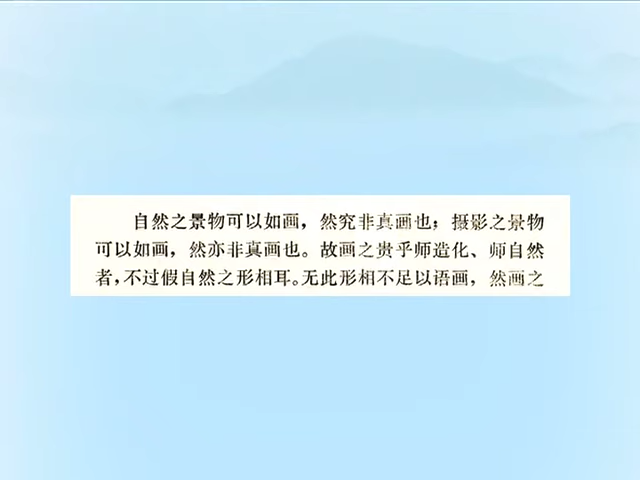 自然之景物可以如画，然究非真画也；摄影之景物
可以如画，然亦非真画也。故画之贵乎师造化、师自然
者，不过假自然之形相耳。无此形相不足以语画，然画之